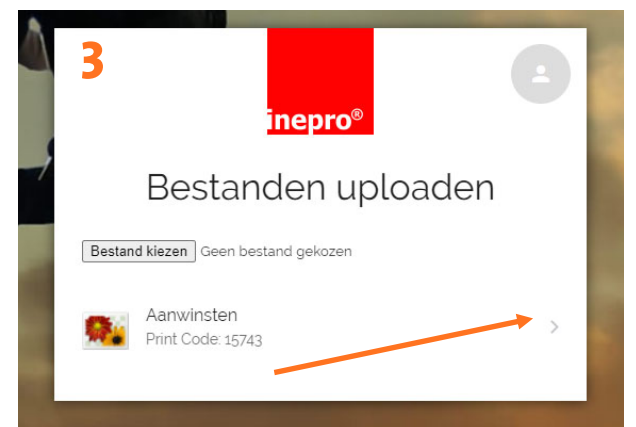 3
inepro®
Bestanden uploaden
Bestand kiezen Geen bestand gekozen
Aanwinsten
Print Code: 15743